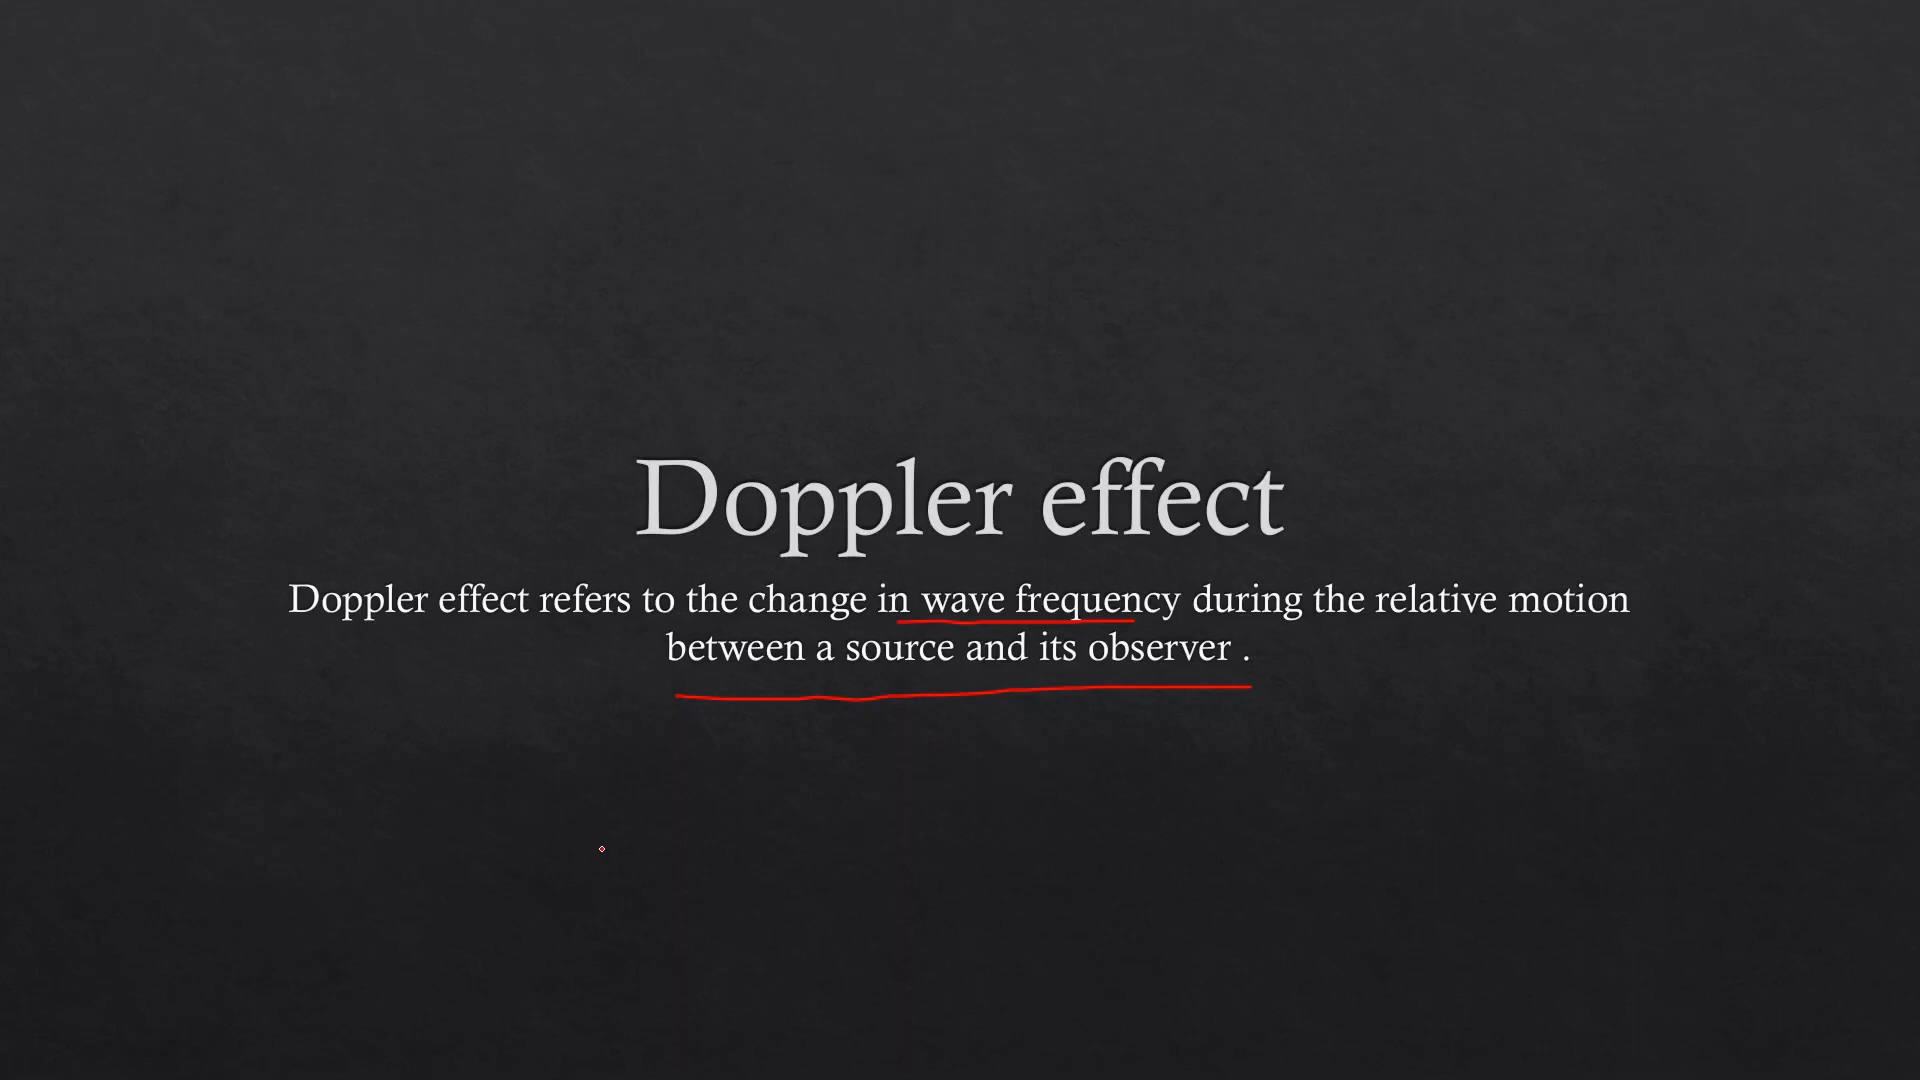 Doppler effect
Doppler effect refers to the change in wave frequency during the relative motion
between a source and its observer .